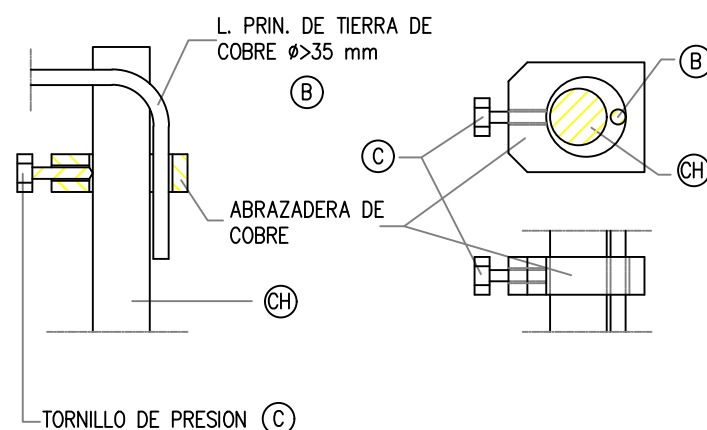 L. PRIN. DE TIERRA DE
COBRE ø>35 mm
B
B
C
CH
ABRAZADERA DE
COBRE
CH
TORNILLO DE PRESION C